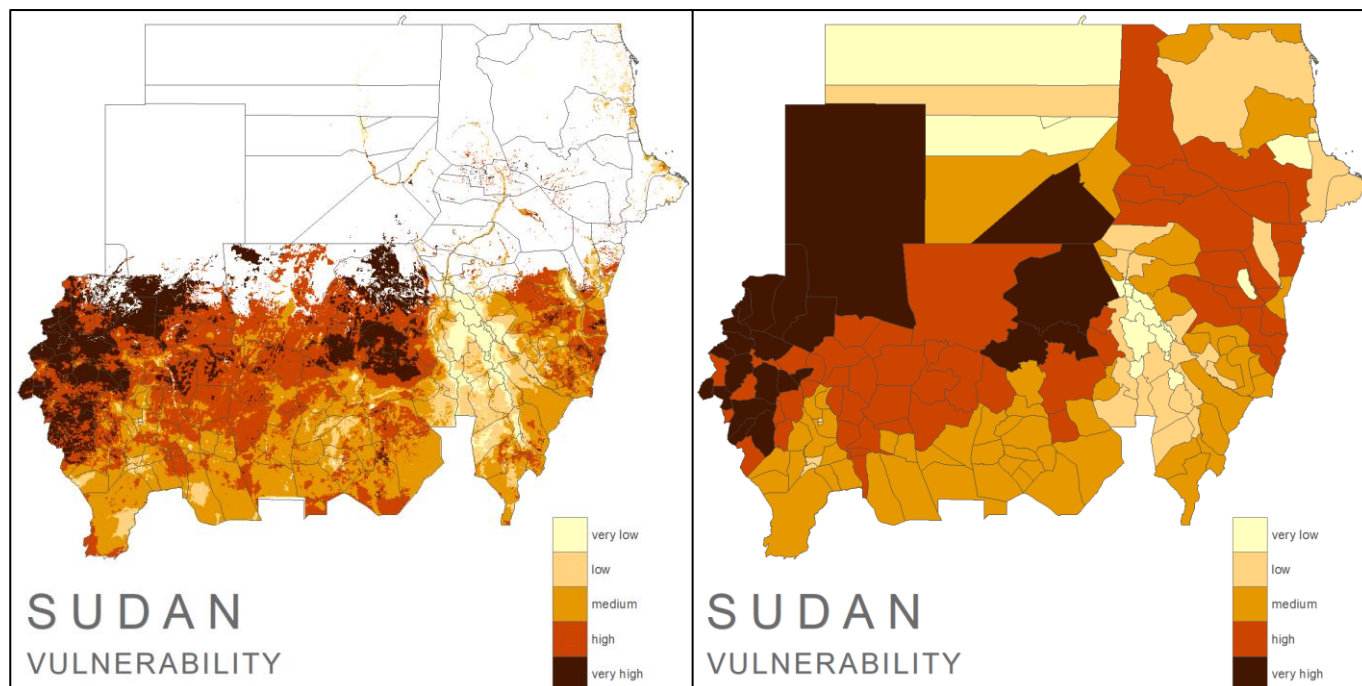 SUDAN
VULNERABILITY
very low
low
medium
high
very high
SUDAN
VULNERABILITY
very low
low
medium
high
very high